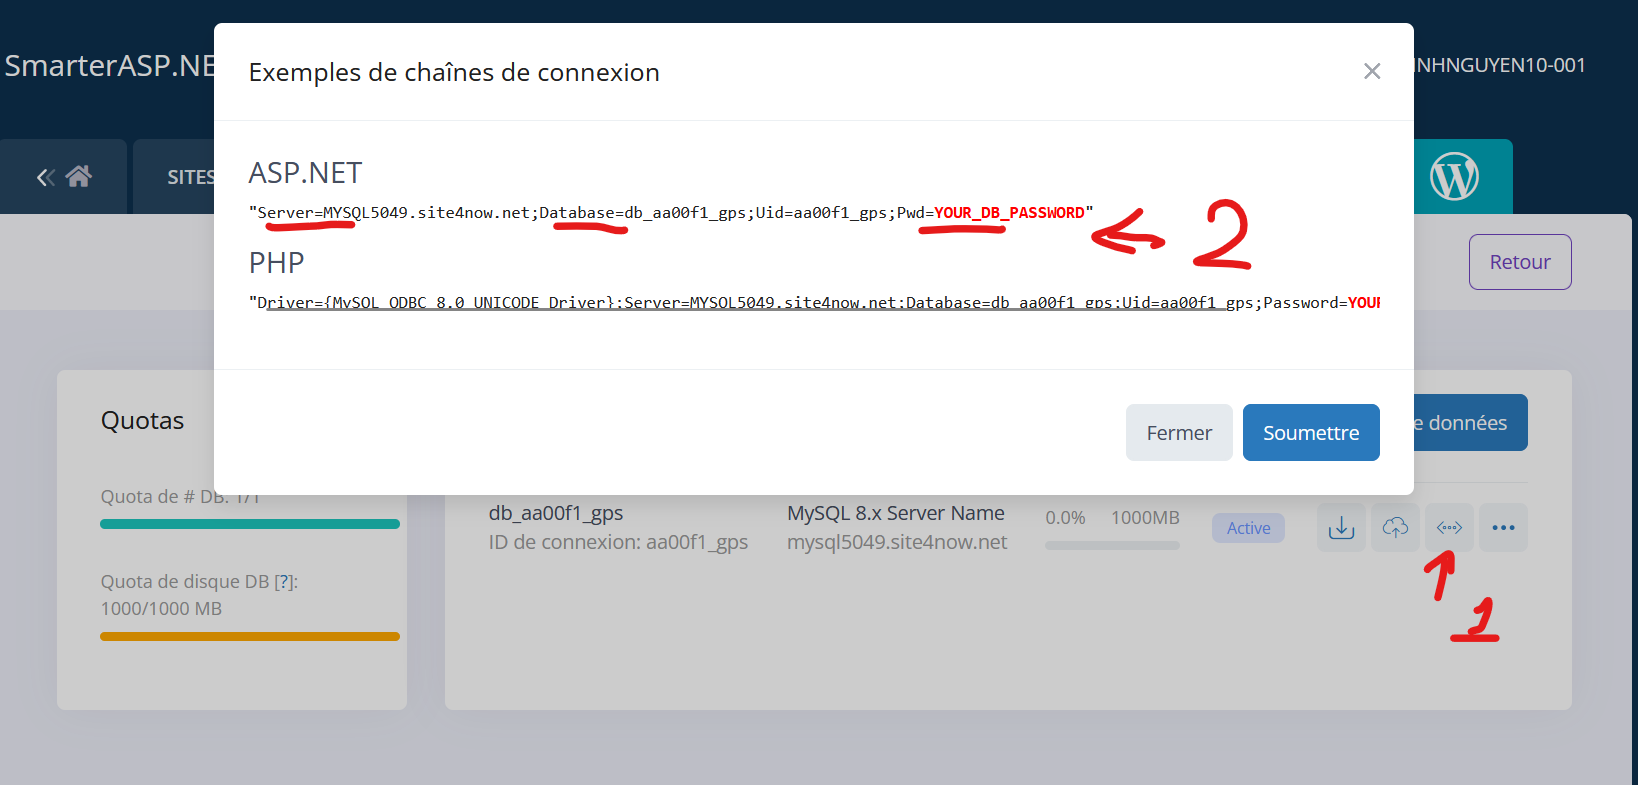 SmarterASP.NE
Exemples de chaînes de connexion
NHNGUYEN10-001
SITES
ASP.NET
"Server=MYSQL5049.site4now.net;Database=db_aa00f1_gps;Uid=aa00f1_gps;Pwd=YOUR_DB_PASSWORD"
2
PHP
"Driver={MySQL ODBC 8.0 UNICODE Driver};Server=MYSQL5049.site4now.net;Database=db_aa00f1_gps;Uid=aa00f1_gps;Password=YOUR
Retour
Fermer
Soumettre
e données
Quotas
Quota de # DB: 1/1
Quota de disque DB [?]:
1000/1000 MB
db_aa00f1_gps
ID de connexion: aa00f1_gps
MySQL 8.x Server Name
mysql5049.site4now.net
0.0%
1000MB
Active
1